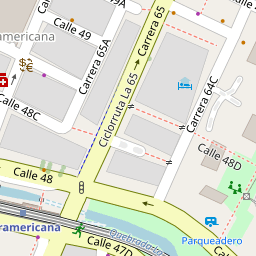 Calle 49
Carrera 65
americana
Carrera 65A
$€
Ciclorruta La 65
Carrera 64C
Calle 48C
Calle 48D
Calle 48
americana
Calle 47D
Parqueadero